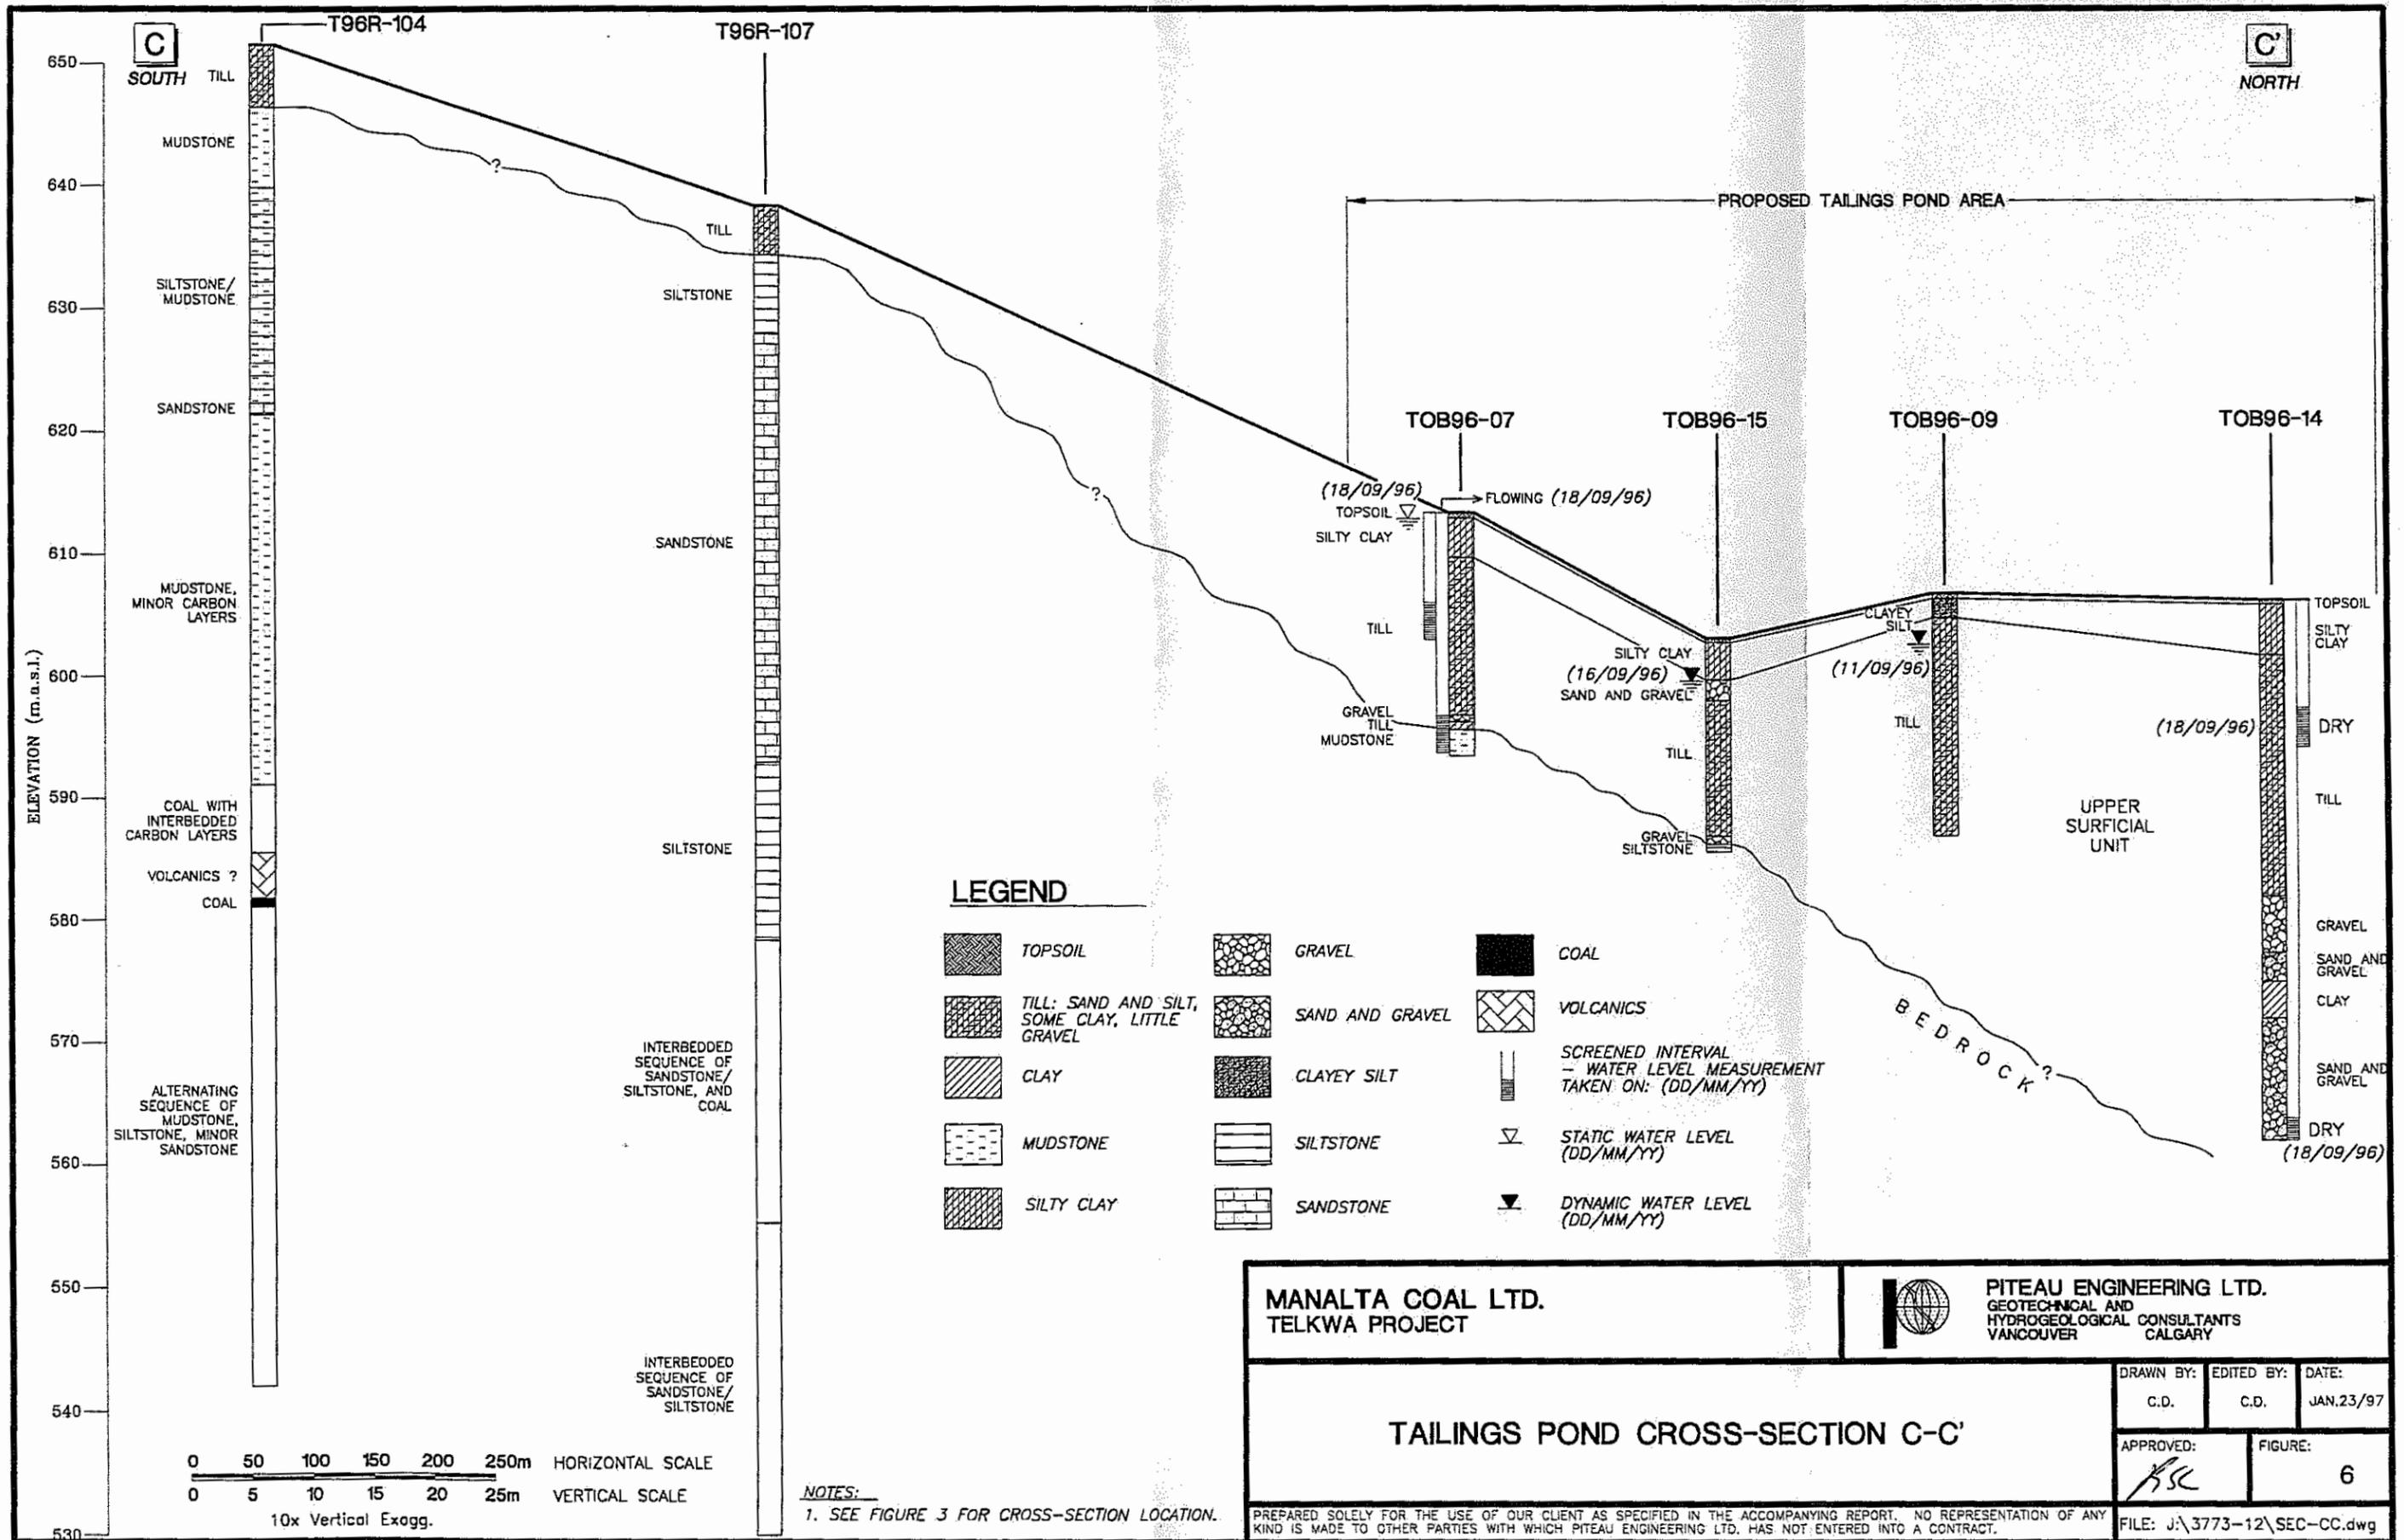 C
SOUTH
T96R-104
T96R-107
C'
NORTH
ELEVATION (m.a.s.l.)
650
640
630
620
610
600
590
580
570
560
550
540
530
TILL
MUDSTONE
SILTSTONE/
MUDSTONE
SANDSTONE
MUDSTONE,
MINOR CARBON
LAYERS
COAL WITH
INTERBEDDED
CARBON LAYERS
VOLCANICS ?
COAL
ALTERNATING
SEQUENCE OF
MUDSTONE,
SILTSTONE, MINOR
SANDSTONE
?
TILL
SILTSTONE
SANDSTONE
SILTSTONE
INTERBEDDED
SEQUENCE OF
SANDSTONE/
SILTSTONE, AND
COAL
INTERBEDDED
SEQUENCE OF
SANDSTONE/
SILTSTONE
?
PROPOSED TAILINGS POND AREA
TOB96-07
TOB96-15
TOB96-09
TOB96-14
(18/09/96)
FLOWING (18/09/96)
TOPSOIL
SILTY CLAY
TILL
GRAVEL
TILL
MUDSTONE
SILTY CLAY
(16/09/96)
SAND AND GRAVEL
TILL
GRAVEL
SILTSTONE
CLAYEY
SILT
(11/09/96)
TILL
UPPER
SURFICIAL
UNIT
BEDROCK
?
TOPSOIL
SILTY
CLAY
(18/09/96)
DRY
TILL
GRAVEL
SAND AND
GRAVEL
CLAY
SAND AND
GRAVEL
DRY
(18/09/96)
LEGEND
TOPSOIL
TILL: SAND AND SILT,
SOME CLAY, LITTLE
GRAVEL
CLAY
MUDSTONE
SILTY CLAY
GRAVEL
SAND AND GRAVEL
CLAYEY SILT
SILTSTONE
SANDSTONE
COAL
VOLCANICS
SCREENED INTERVAL
– WATER LEVEL MEASUREMENT
TAKEN ON: (DD/MM/YY)
STATIC WATER LEVEL
(DD/MM/YY)
DYNAMIC WATER LEVEL
(DD/MM/YY)
0 50 100 150 200 250m HORIZONTAL SCALE
0 5 10 15 20 25m VERTICAL SCALE
10x Vertical Exagg.
NOTES:
1. SEE FIGURE 3 FOR CROSS-SECTION LOCATION.
MANALTA COAL LTD.
TELKWA PROJECT
PITEAU ENGINEERING LTD.
GEOTECHNICAL AND
HYDROGEOLOGICAL CONSULTANTS
VANCOUVER CALGARY
TAILINGS POND CROSS-SECTION C-C'
DRAWN BY:
C.D.
EDITED BY:
C.D.
DATE:
JAN.23/97
APPROVED:
FIGURE:
6
PREPARED SOLELY FOR THE USE OF OUR CLIENT AS SPECIFIED IN THE ACCOMPANYING REPORT. NO REPRESENTATION OF ANY
KIND IS MADE TO OTHER PARTIES WITH WHICH PITEAU ENGINEERING LTD. HAS NOT ENTERED INTO A CONTRACT.
FILE: J:\3773-12\SEC-CC.dwg